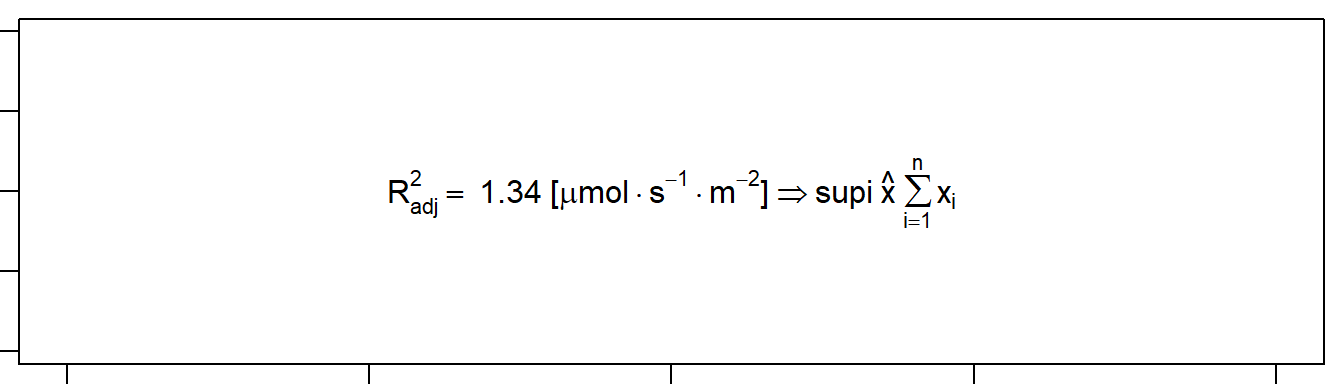 R²adj = 1.34 [μmol · s⁻¹ · m⁻²] ⇒ supi x̂ ∑ⁿᵢ₌₁ xᵢ